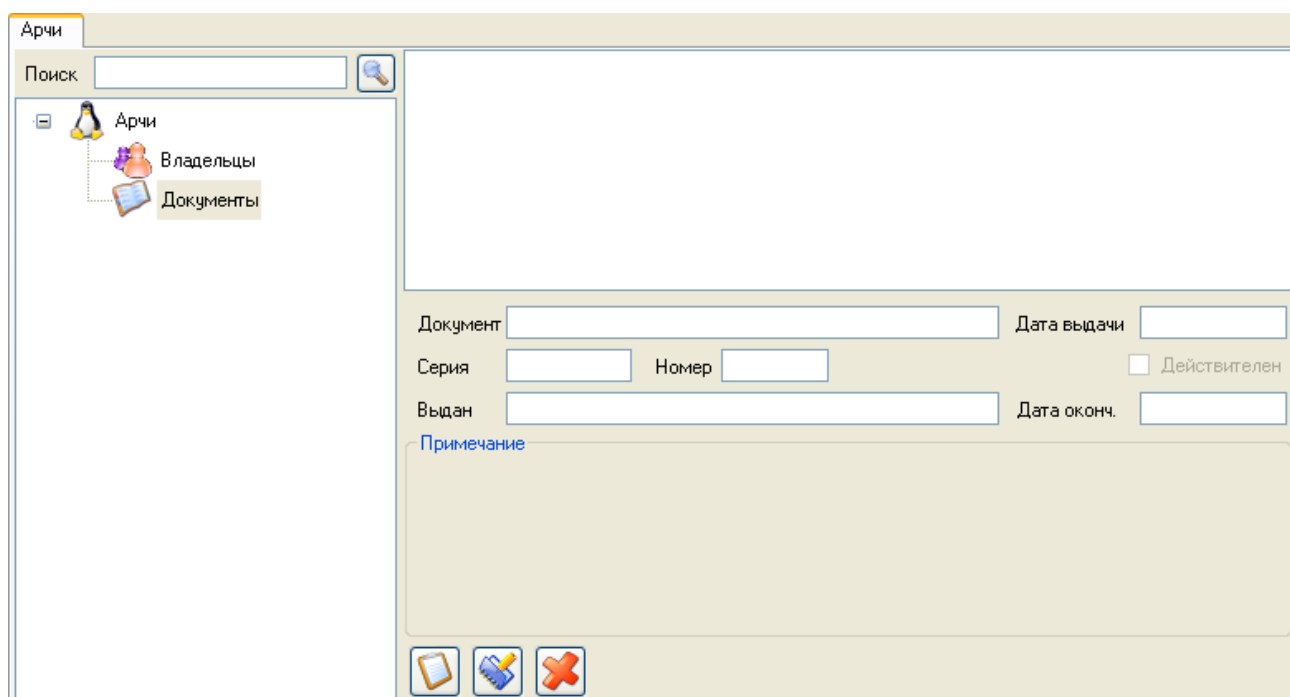 Арчи
Поиск
Арчи
Владельцы
Документы
Документ Дата выдачи
Серия Номер Действителен
Выдан Дата оконч.
Примечание